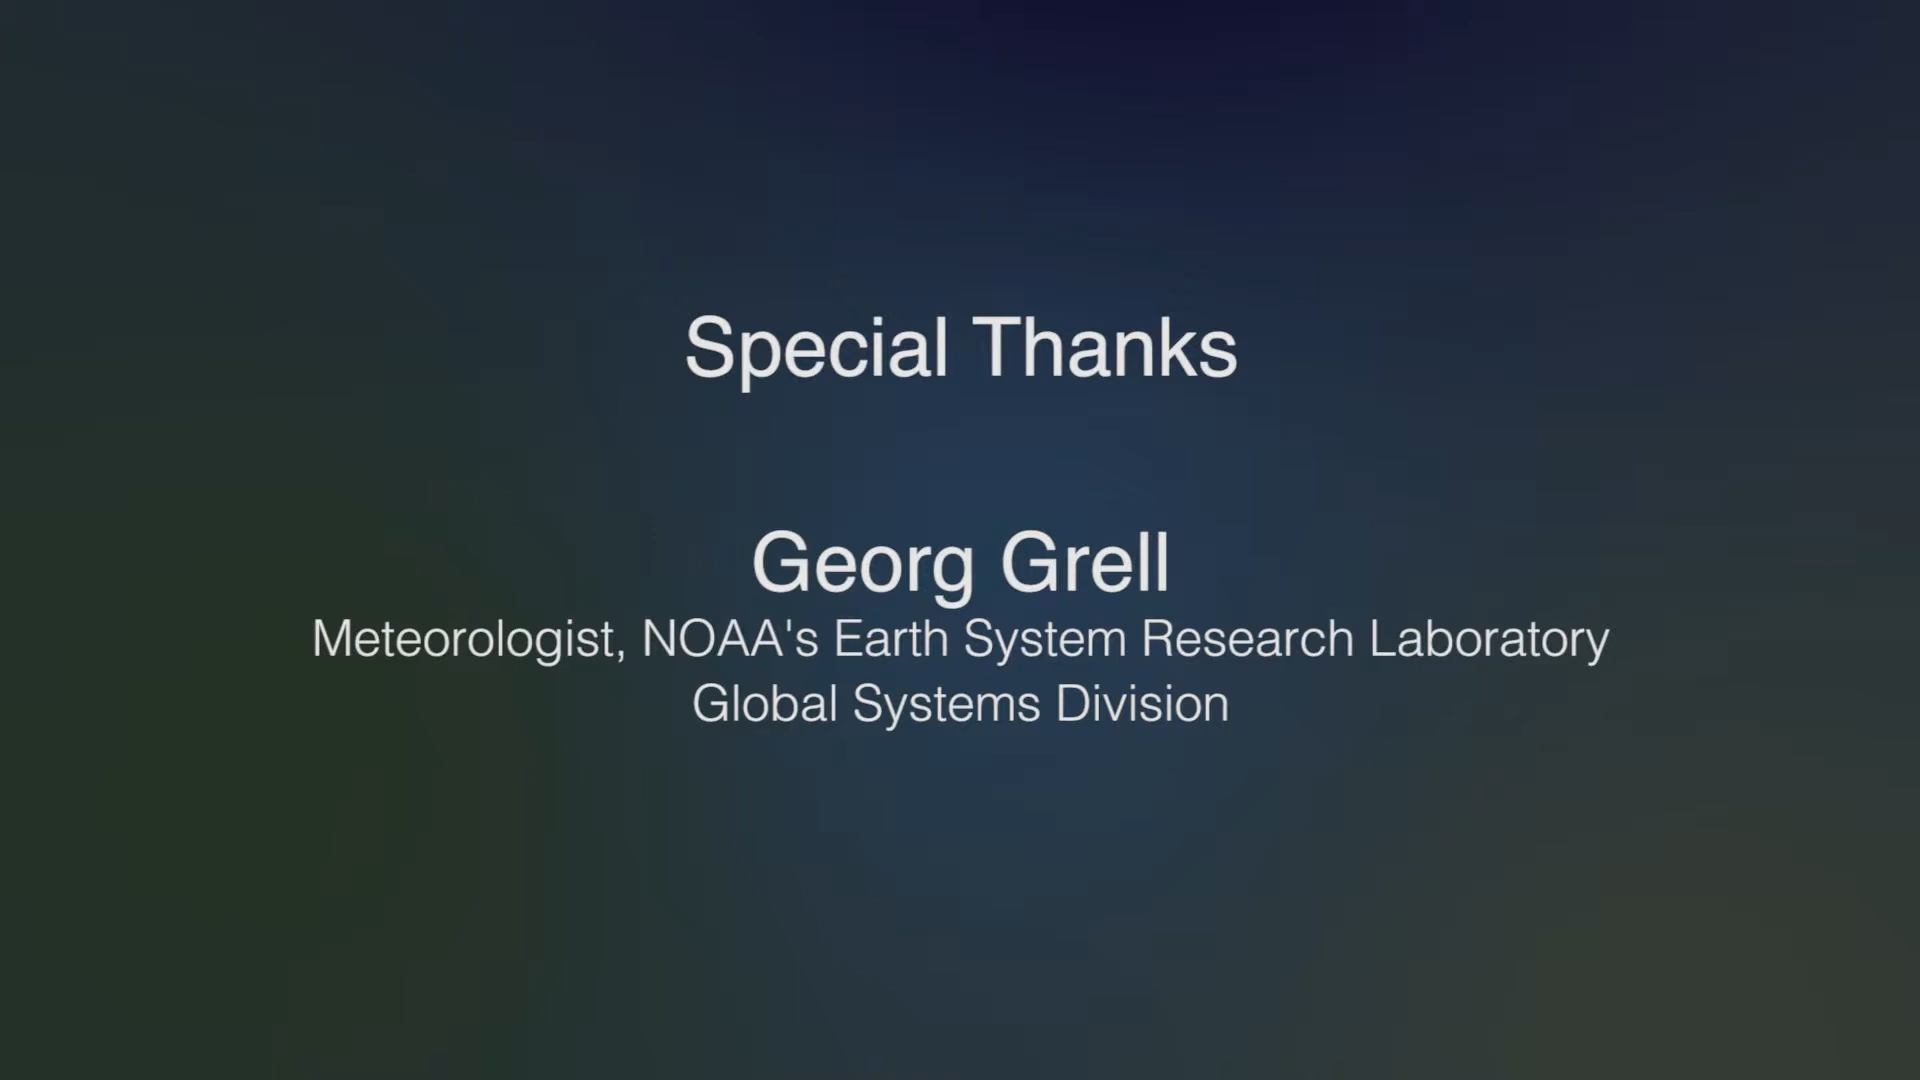 Special Thanks
Georg Grell
Meteorologist, NOAA's Earth System Research Laboratory
Global Systems Division